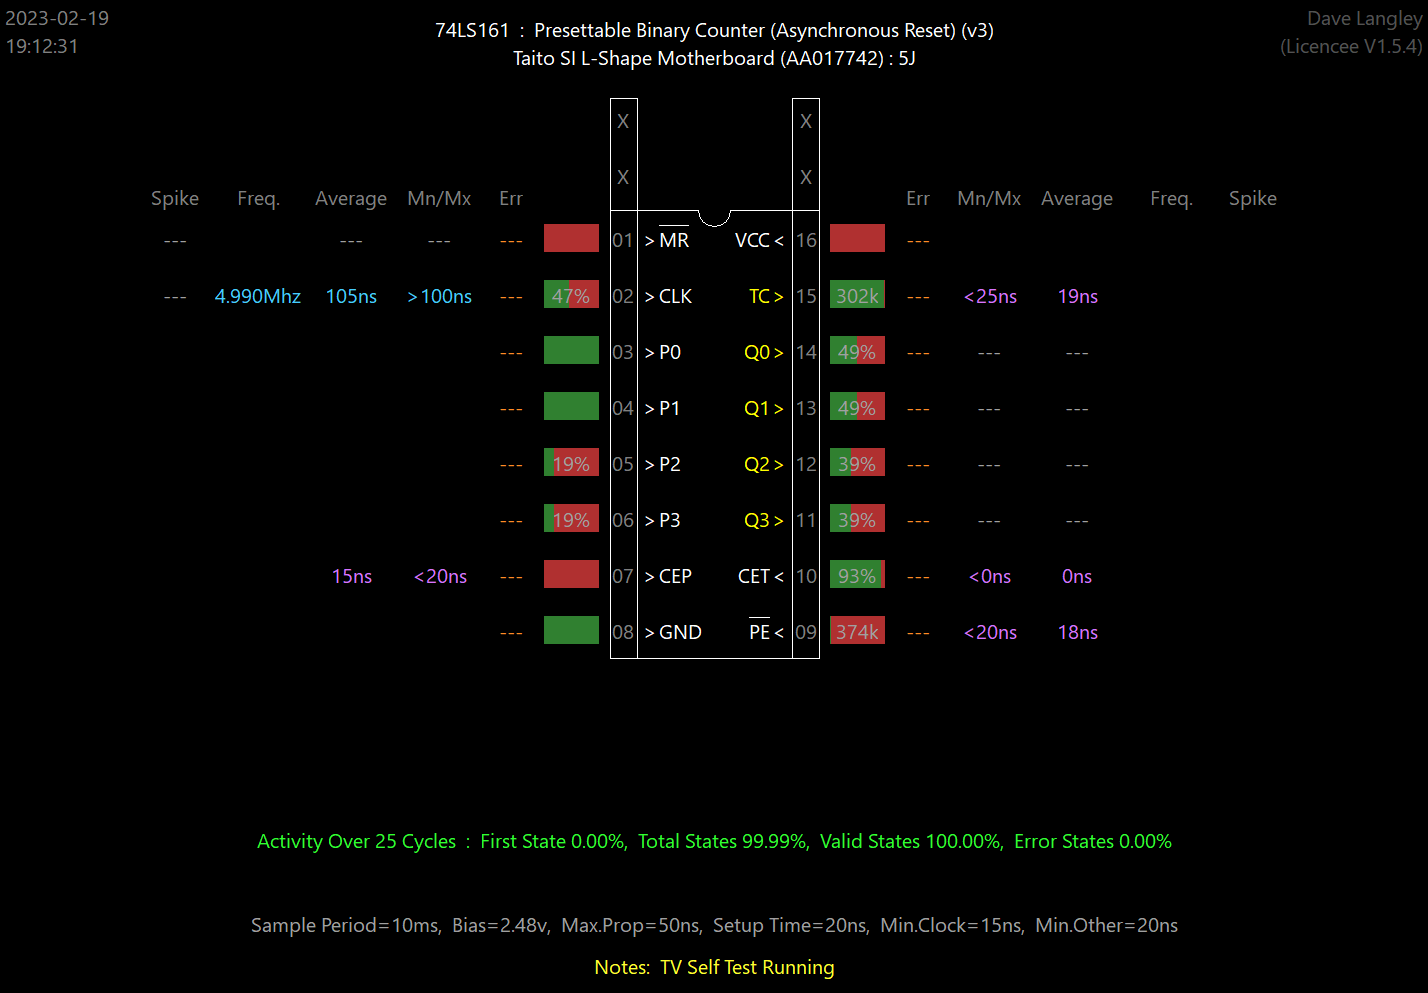 2023-02-19
19:12:31
74LS161 : Presettable Binary Counter (Asynchronous Reset) (v3)
Taito SI L-Shape Motherboard (AA017742) : 5J
Dave Langley
(Licencee V1.5.4)
X X
X X
Spike Freq. Average Mn/Mx Err Err Mn/Mx Average Freq. Spike
--- --- --- --- 01 >MR VCC< 16 ---
--- 4.990Mhz 105ns >100ns --- 47% 02 >CLK TC> 15 302k --- <25ns 19ns
--- 03 >P0 Q0> 14 49% --- --- ---
--- 04 >P1 Q1> 13 49% --- --- ---
--- 19% 05 >P2 Q2> 12 39% --- --- ---
--- 19% 06 >P3 Q3> 11 39% --- --- ---
15ns <20ns --- 07 >CEP CET< 10 93% --- <0ns 0ns
--- 08 >GND PE< 09 374k --- <20ns 18ns
Activity Over 25 Cycles : First State 0.00%, Total States 99.99%, Valid States 100.00%, Error States 0.00%
Sample Period=10ms, Bias=2.48v, Max.Prop=50ns, Setup Time=20ns, Min.Clock=15ns, Min.Other=20ns
Notes: TV Self Test Running